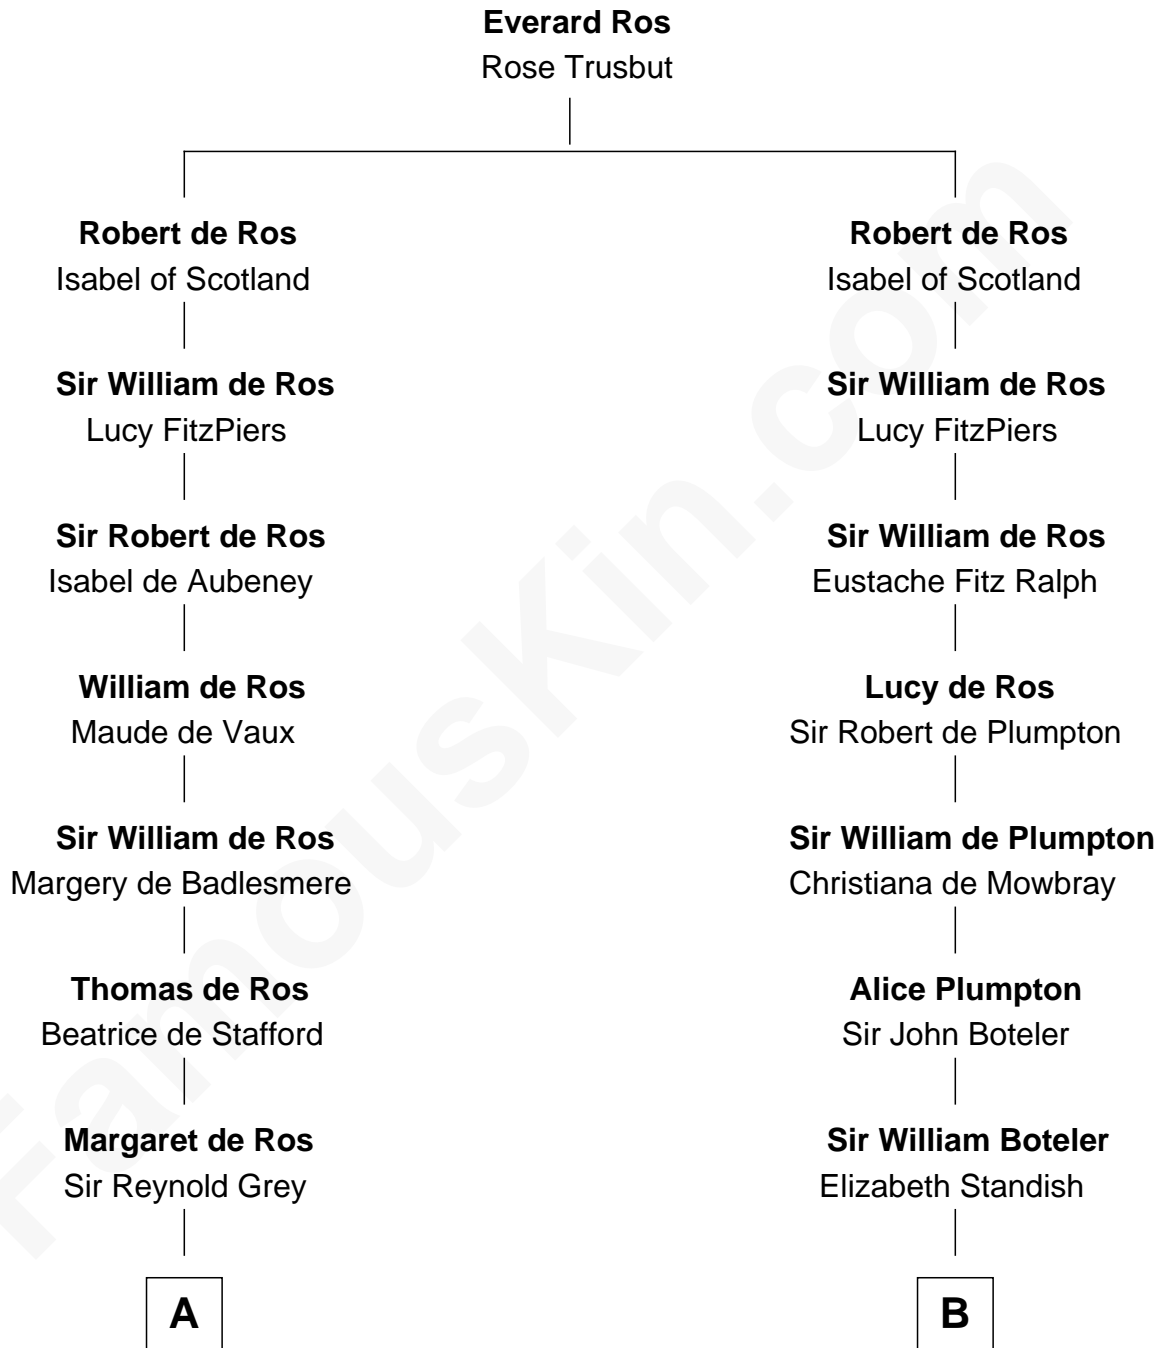 Everard Ros
Rose Trusbut
Robert de Ros
Isabel of Scotland
Sir William de Ros
Lucy FitzPiers
Sir Robert de Ros
Isabel de Aubeney
William de Ros
Maude de Vaux
Sir William de Ros
Margery de Badlesmere
Thomas de Ros
Beatrice de Stafford
Margaret de Ros
Sir Reynold Grey
A
Robert de Ros
Isabel of Scotland
Sir William de Ros
Lucy FitzPiers
Sir William de Ros
Eustache Fitz Ralph
Lucy de Ros
Sir Robert de Plumpton
Sir William de Plumpton
Christiana de Mowbray
Alice Plumpton
Sir John Boteler
Sir William Boteler
Elizabeth Standish
B
FamousKin.com